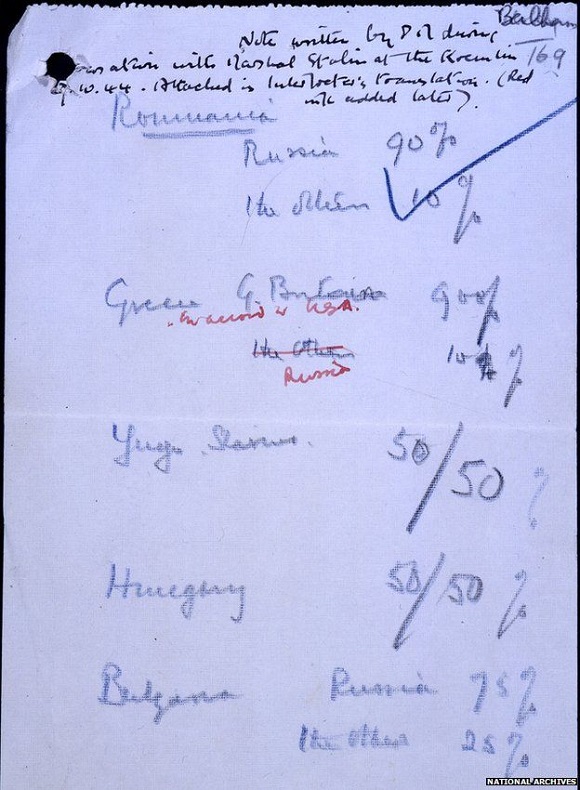 Balkans
169
Note written by PM during
conversation with Marshal Stalin at the Kremlin
9.10.44. Attached is Interpreter's translation. (Red
ink added later).
Roumania
Russia 90%
The others 10%
Greece G. Britain 90%
in accord w USA.
The Others 10%
Russia
Yugo Slavia. 50/50 %
Hungary 50/50 %
Bulgaria Russia 75%
The others 25%
NATIONAL ARCHIVES